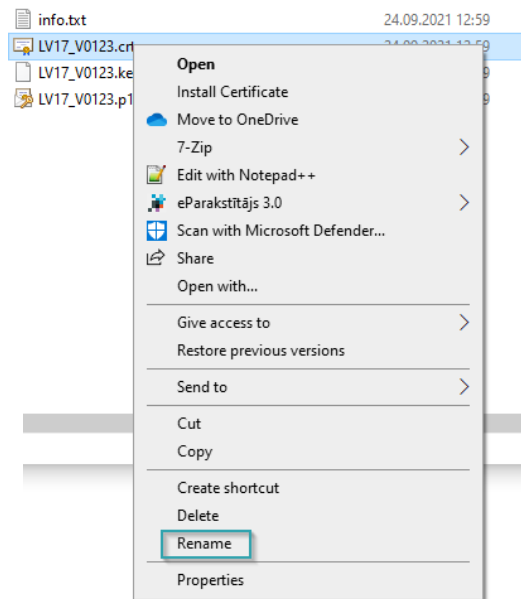 info.txt 24.09.2021 12:59
LV17_V0123.crt
LV17_V0123.ke
LV17_V0123.p1
Open
Install Certificate
Move to OneDrive
7-Zip
Edit with Notepad++
eParakstītājs 3.0
Scan with Microsoft Defender...
Share
Open with...
Give access to
Restore previous versions
Send to
Cut
Copy
Create shortcut
Delete
Rename
Properties